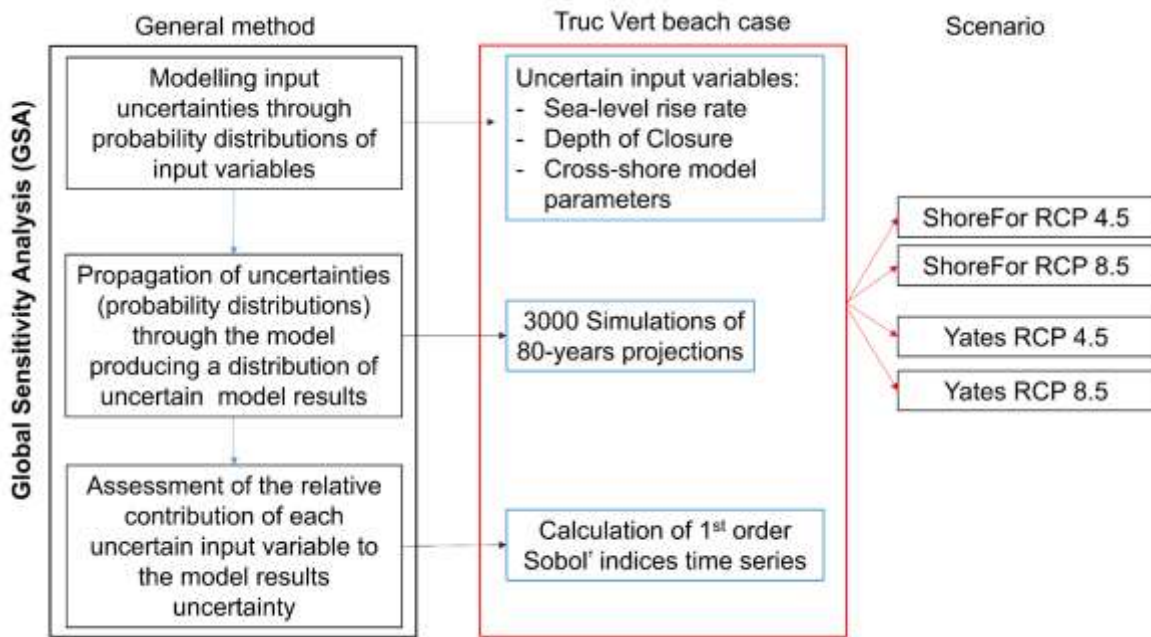 General method
Truc Vert beach case
Scenario
Global Sensitivity Analysis (GSA)
Modelling input
uncertainties through
probability distributions of
input variables
Uncertain input variables:
- Sea-level rise rate
- Depth of Closure
- Cross-shore model
parameters
Propagation of uncertainties
(probability distributions)
through the model
producing a distribution of
uncertain model results
3000 Simulations of
80-years projections
Assessment of the relative
contribution of each
uncertain input variable to
the model results
uncertainty
Calculation of 1st order
Sobol’ indices time series
ShoreFor RCP 4.5
ShoreFor RCP 8.5
Yates RCP 4.5
Yates RCP 8.5